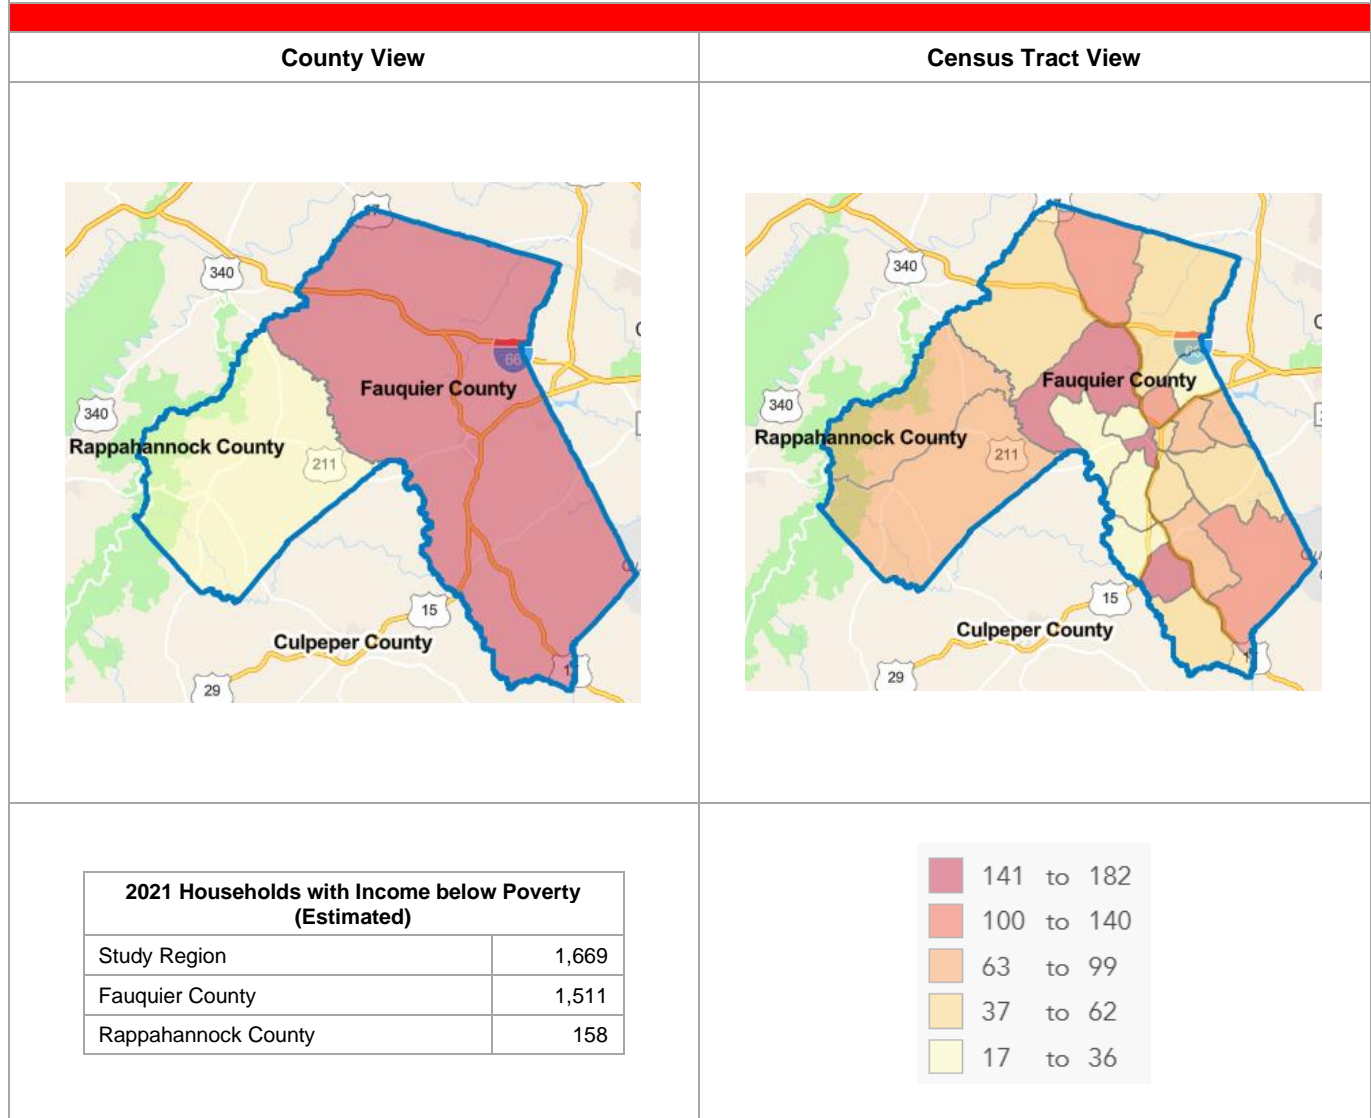 County View
Census Tract View
340
66
Fauquier County
340
Rappahannock County
211
15
Culpeper County
29
340
Fauquier County
340
Rappahannock County
211
15
Culpeper County
29
2021 Households with Income below Poverty
(Estimated)
Study Region 1,669
Fauquier County 1,511
Rappahannock County 158
141 to 182
100 to 140
63 to 99
37 to 62
17 to 36